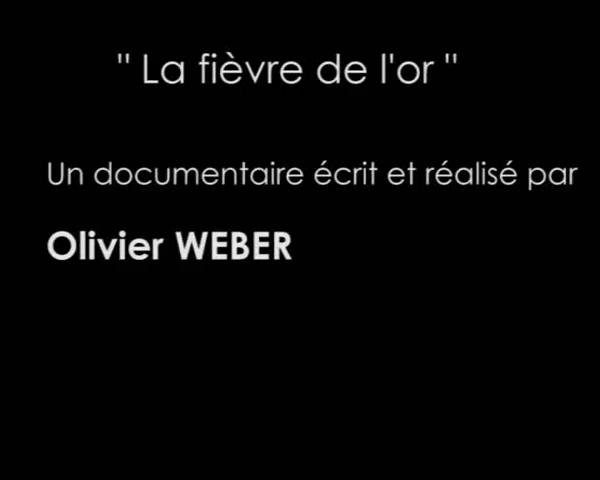 " La fièvre de l'or "
Un documentaire écrit et réalisé par
Olivier WEBER